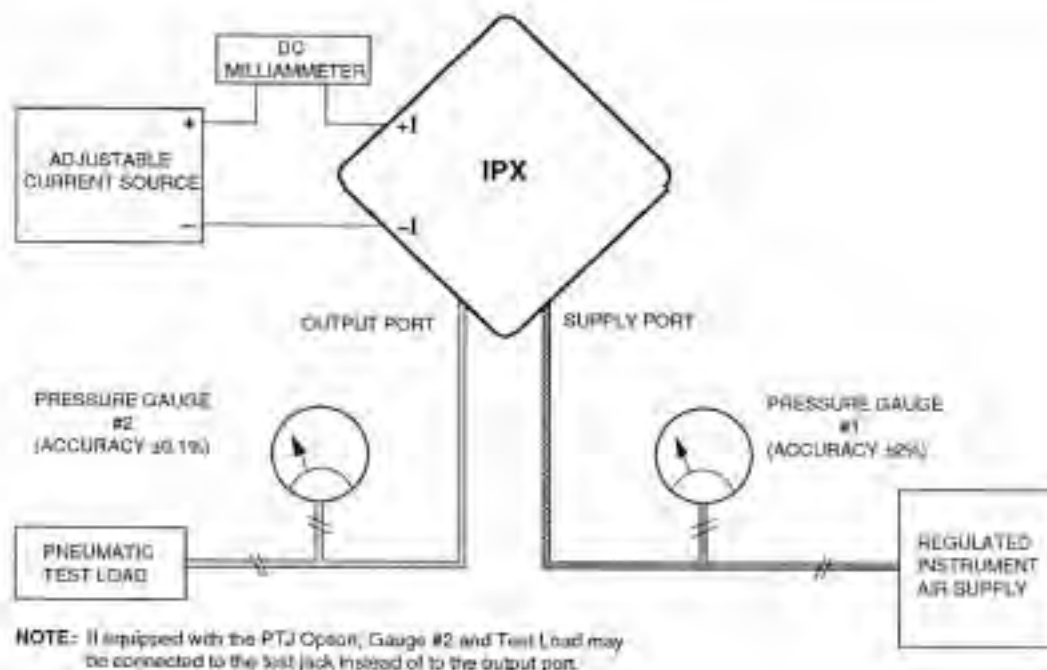 DC
MILLIAMMETER
+
+I
ADJUSTABLE
CURRENT SOURCE
IPX
–
–I
OUTPUT PORT
SUPPLY PORT
PRESSURE GAUGE
#2
(ACCURACY ±0.1%)
PRESSURE GAUGE
#1
(ACCURACY ±2%)
PNEUMATIC
TEST LOAD
REGULATED
INSTRUMENT
AIR SUPPLY
NOTE: If equipped with the PTJ Option, Gauge #2 and Test Load may
be connected to the test jack instead of to the output port.